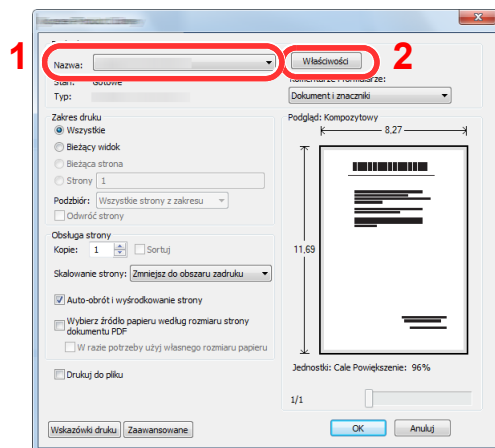 1
2
Nazwa:
Właściwości
Stan: Gotowe
Komentarze i formularze:
Typ:
Dokument i znaczniki
Zakres druku
Wszystkie
Bieżący widok
Bieżąca strona
Strony 1
Podzbiór: Wszystkie strony z zakresu
Odwróć strony
Obsługa strony
Kopie: 1 Sortuj
Skalowanie strony: Zmniejsz do obszaru zadruku
Auto-obrót i wyśrodkowanie strony
Wybierz źródło papieru według rozmiaru strony
dokumentu PDF
W razie potrzeby użyj własnego rozmiaru papieru
Drukuj do pliku
Wskazówki druku Zaawansowane
Podgląd: Kompozytowy
8,27
11,69
Jednostki: Cale Powiększenie: 96%
1/1
OK Anuluj